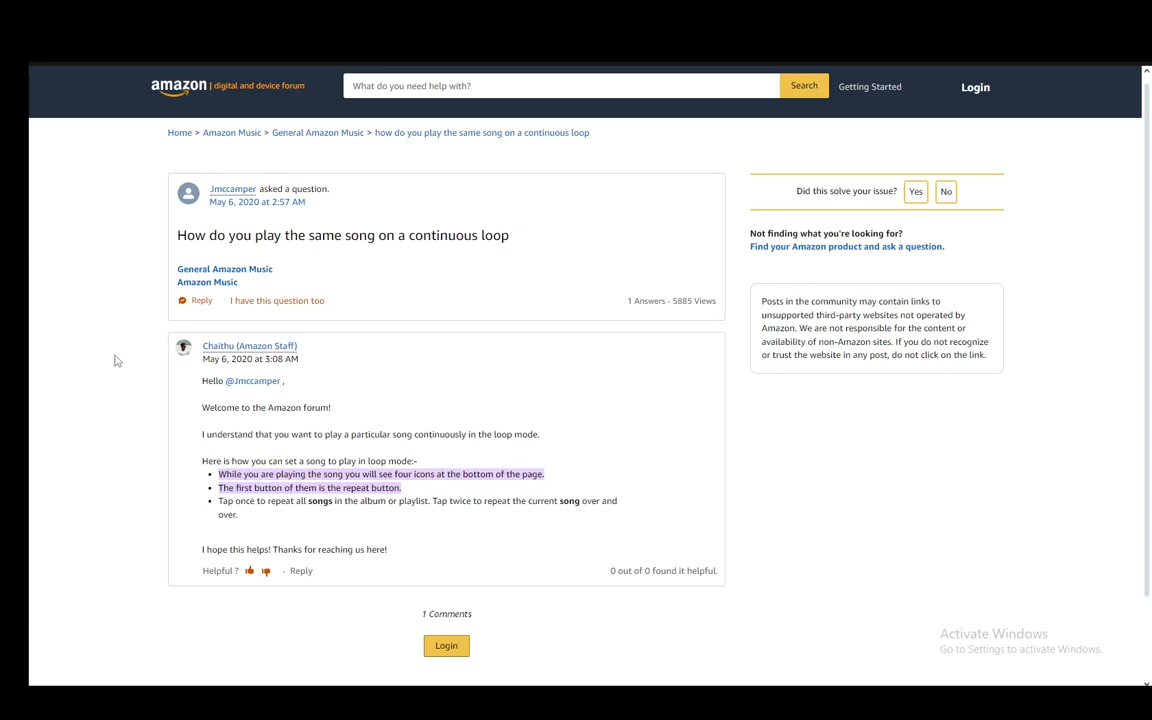 amazon | digital and device forum
What do you need help with?
Search
Getting Started
Login
Home > Amazon Music > General Amazon Music > how do you play the same song on a continuous loop
Jmccamper asked a question.
May 6, 2020 at 2:57 AM
How do you play the same song on a continuous loop
General Amazon Music
Amazon Music
Reply
I have this question too
1 Answers - 5885 Views
Chaithu (Amazon Staff)
May 6, 2020 at 3:08 AM
Hello @Jmccamper ,
Welcome to the Amazon forum!
I understand that you want to play a particular song continuously in the loop mode.
Here is how you can set a song to play in loop mode:-
• While you are playing the song you will see four icons at the bottom of the page.
• The first button of them is the repeat button.
• Tap once to repeat all songs in the album or playlist. Tap twice to repeat the current song over and
over.
I hope this helps! Thanks for reaching us here!
Helpful ?
· Reply
0 out of 0 found it helpful.
1 Comments
Login
Did this solve your issue?
Yes
No
Not finding what you're looking for?
Find your Amazon product and ask a question.
Posts in the community may contain links to
unsupported third-party websites not operated by
Amazon. We are not responsible for the content or
availability of non-Amazon sites. If you do not recognize
or trust the website in any post, do not click on the link.
Activate Windows
Go to Settings to activate Windows.